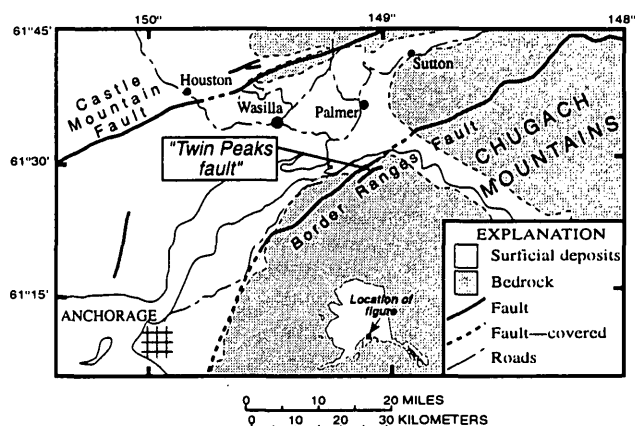 150°
149°
148°
61°45'
61°30
61°15'
Houston
Sutton
Castle
Mountain
Fault
Wasilla
Palmer
"Twin Peaks
fault"
Border Ranges Fault
CHUGACH
MOUNTAINS
ANCHORAGE
Location of
figure
EXPLANATION
Surficial deposits
Bedrock
Fault
Fault—covered
Roads
0 10 20 MILES
0 10 20 30 KILOMETERS